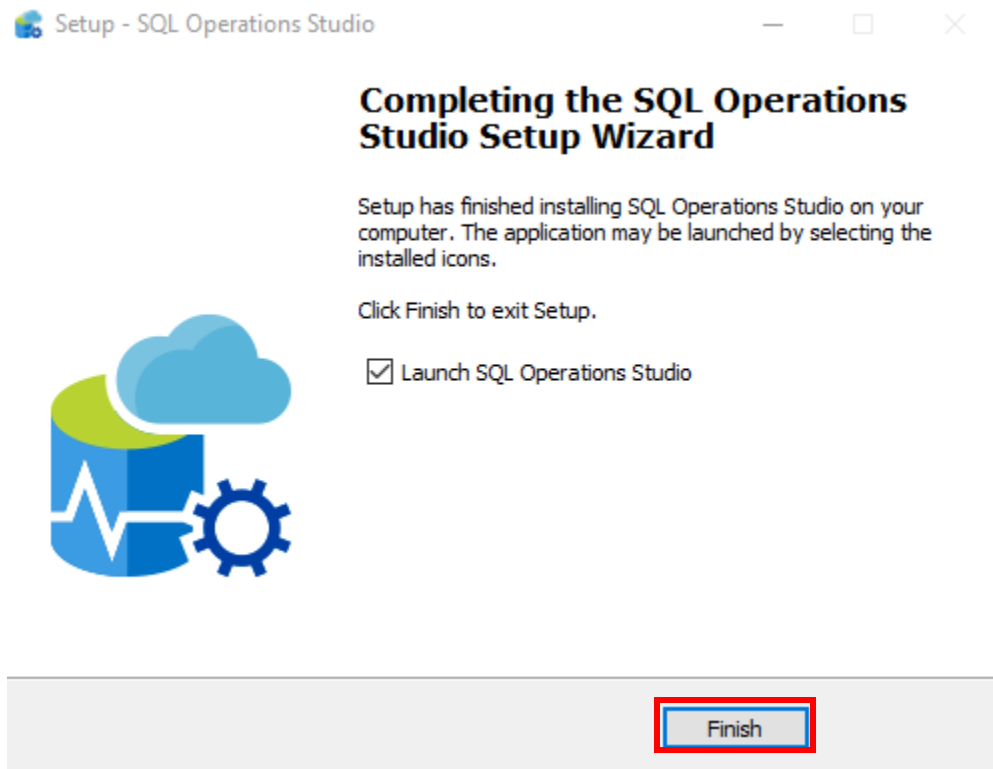 Setup - SQL Operations Studio
Completing the SQL Operations
Studio Setup Wizard
Setup has finished installing SQL Operations Studio on your
computer. The application may be launched by selecting the
installed icons.
Click Finish to exit Setup.
Launch SQL Operations Studio
Finish